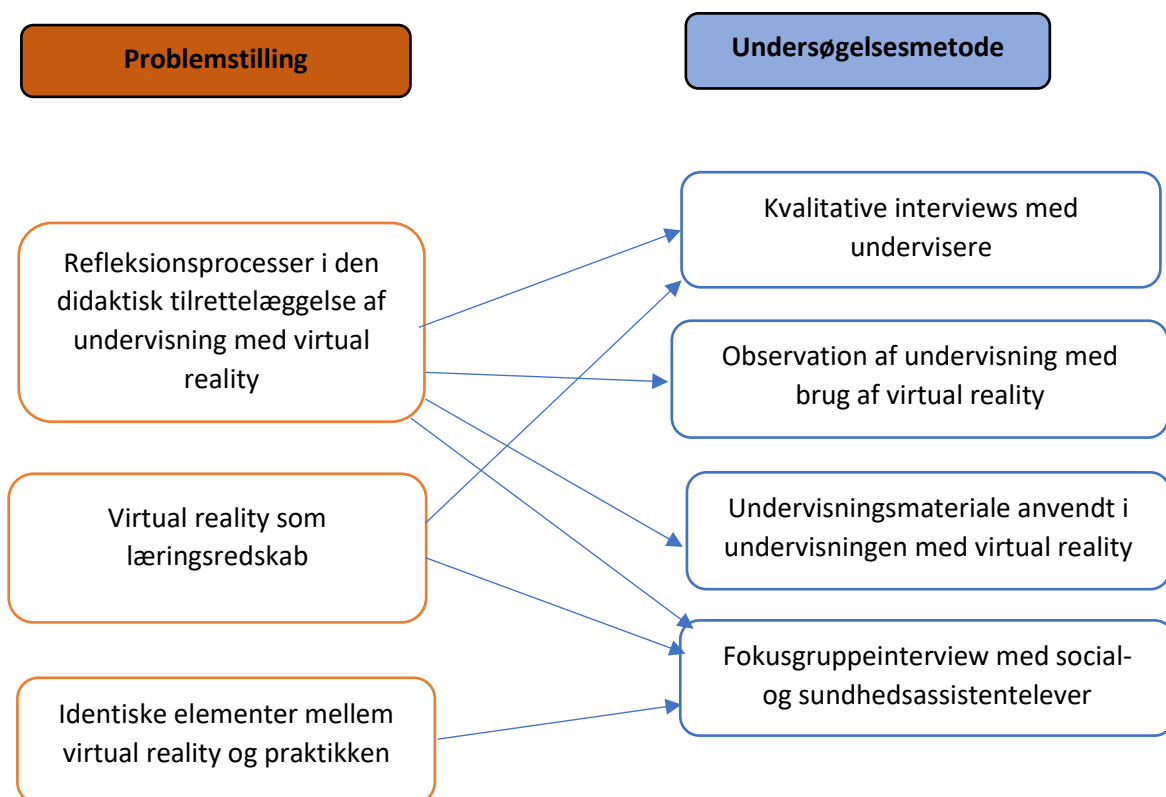 Problemstilling
Undersøgelsesmetode
Refleksionsprocesser i den
didaktisk tilrettelæggelse af
undervisning med virtual
reality
Virtual reality som
læringsredskab
Identiske elementer mellem
virtual reality og praktikken
Kvalitative interviews med
undervisere
Observation af undervisning med
brug af virtual reality
Undervisningsmateriale anvendt i
undervisningen med virtual reality
Fokusgruppeinterview med social-
og sundhedsassistentelever